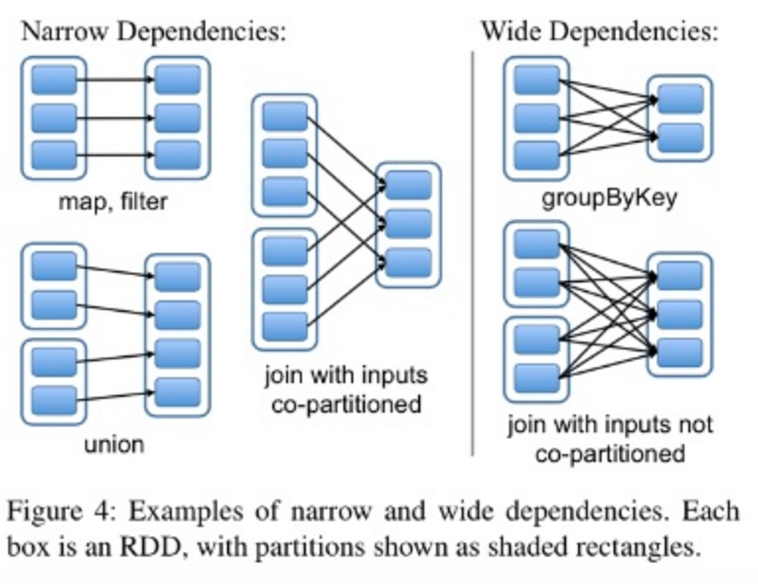 Narrow Dependencies:
Wide Dependencies:
map, filter
groupByKey
join with inputs
co-partitioned
union
join with inputs not
co-partitioned
Figure 4: Examples of narrow and wide dependencies. Each
box is an RDD, with partitions shown as shaded rectangles.